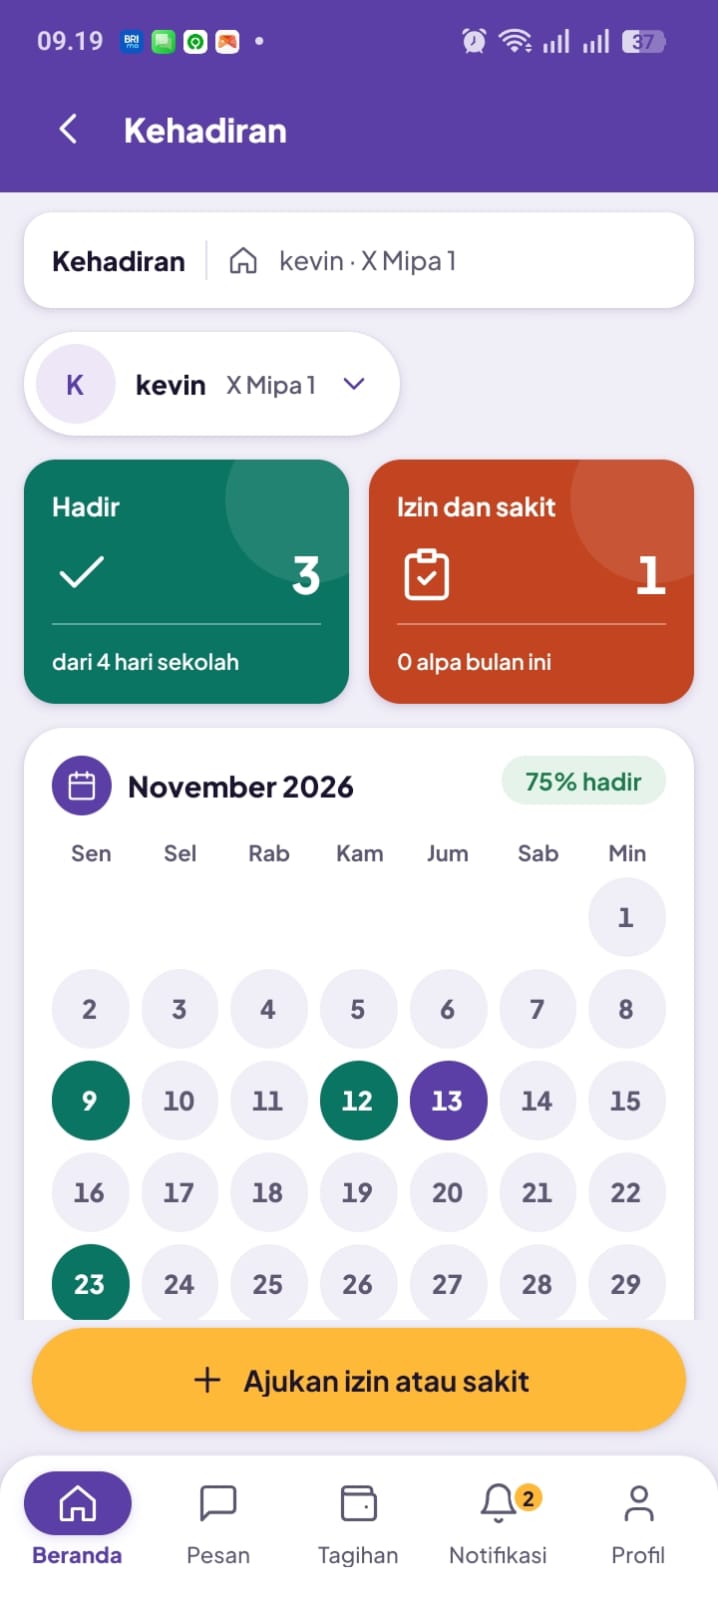 09.19 BRI mo 37
Kehadiran
Kehadiran kevin · X Mipa 1
K kevin X Mipa 1
Hadir
3
dari 4 hari sekolah
Izin dan sakit
1
0 alpa bulan ini
November 2026 75% hadir
Sen Sel Rab Kam Jum Sab Min
1
2 3 4 5 6 7 8
9 10 11 12 13 14 15
16 17 18 19 20 21 22
23 24 25 26 27 28 29
+ Ajukan izin atau sakit
2
Beranda Pesan Tagihan Notifikasi Profil